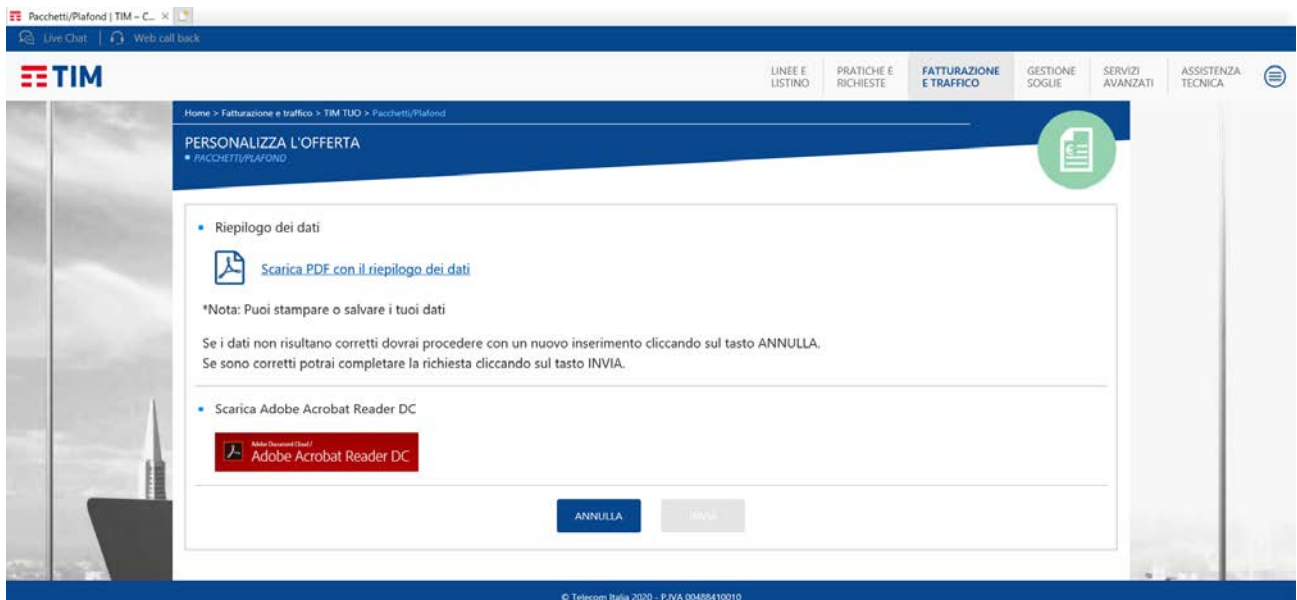 Pacchetti/Plafond | TIM – C...
Live Chat | Web call back
TIM
LINEE E
LISTINO
PRATICHE E
RICHIESTE
FATTURAZIONE
E TRAFFICO
GESTIONE
SOGLIE
SERVIZI
AVANZATI
ASSISTENZA
TECNICA
Home > Fatturazione e traffico > TIM TUO > Pacchetti/Plafond
PERSONALIZZA L'OFFERTA
PACCHETTI/PLAFOND
Riepilogo dei dati
Scarica PDF con il riepilogo dei dati
*Nota: Puoi stampare o salvare i tuoi dati
Se i dati non risultano corretti dovrai procedere con un nuovo inserimento cliccando sul tasto ANNULLA.
Se sono corretti potrai completare la richiesta cliccando sul tasto INVIA.
Scarica Adobe Acrobat Reader DC
Adobe Document Cloud /
Adobe Acrobat Reader DC
ANNULLA
INVIA
© Telecom Italia 2020 - P.IVA 00488410010